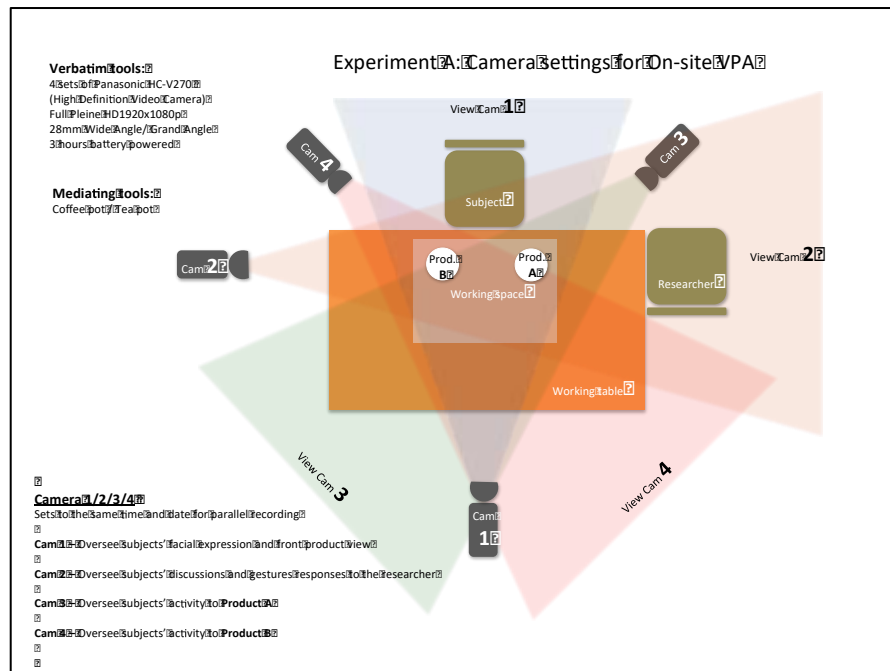 Experiment A: Camera settings for On-site VPA
Verbatim tools:
4 sets of Panasonic HC-V270
(High Definition Video Camera)
Full Pleine HD1920x1080p
28mm Wide Angle/ Grand Angle
3 hours battery powered
Mediating tools:
Coffee pot / Tea pot
View Cam 1
Cam 4
Cam 3
Subject
Cam 2
Prod. B
Prod. A
Working space
Researcher
View Cam 2
Working table
View Cam 3
View Cam 4
Cam 1
Camera 1/2/3/4
Sets to the same time and date for parallel recording
Cam 1 – Oversee subjects' facial expression and front product view
Cam 2 – Oversee subjects' discussions and gestures responses to the researcher
Cam 3 – Oversee subjects' activity to Product A
Cam 4 – Oversee subjects' activity to Product B